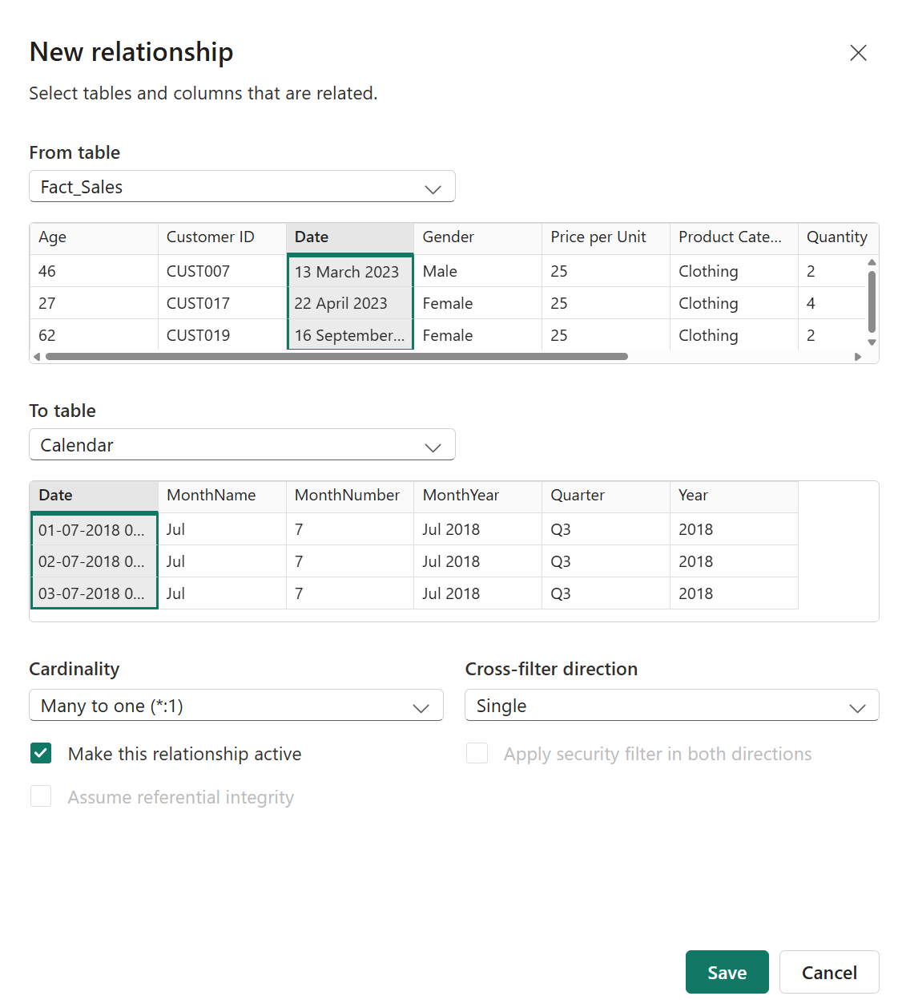 New relationship
Select tables and columns that are related.
From table
Fact_Sales
Age Customer ID Date Gender Price per Unit Product Cate... Quantity
46 CUST007 13 March 2023 Male 25 Clothing 2
27 CUST017 22 April 2023 Female 25 Clothing 4
62 CUST019 16 September... Female 25 Clothing 2
To table
Calendar
Date MonthName MonthNumber MonthYear Quarter Year
01-07-2018 0... Jul 7 Jul 2018 Q3 2018
02-07-2018 0... Jul 7 Jul 2018 Q3 2018
03-07-2018 0... Jul 7 Jul 2018 Q3 2018
Cardinality Cross-filter direction
Many to one (*:1) Single
Make this relationship active Apply security filter in both directions
Assume referential integrity
Save Cancel